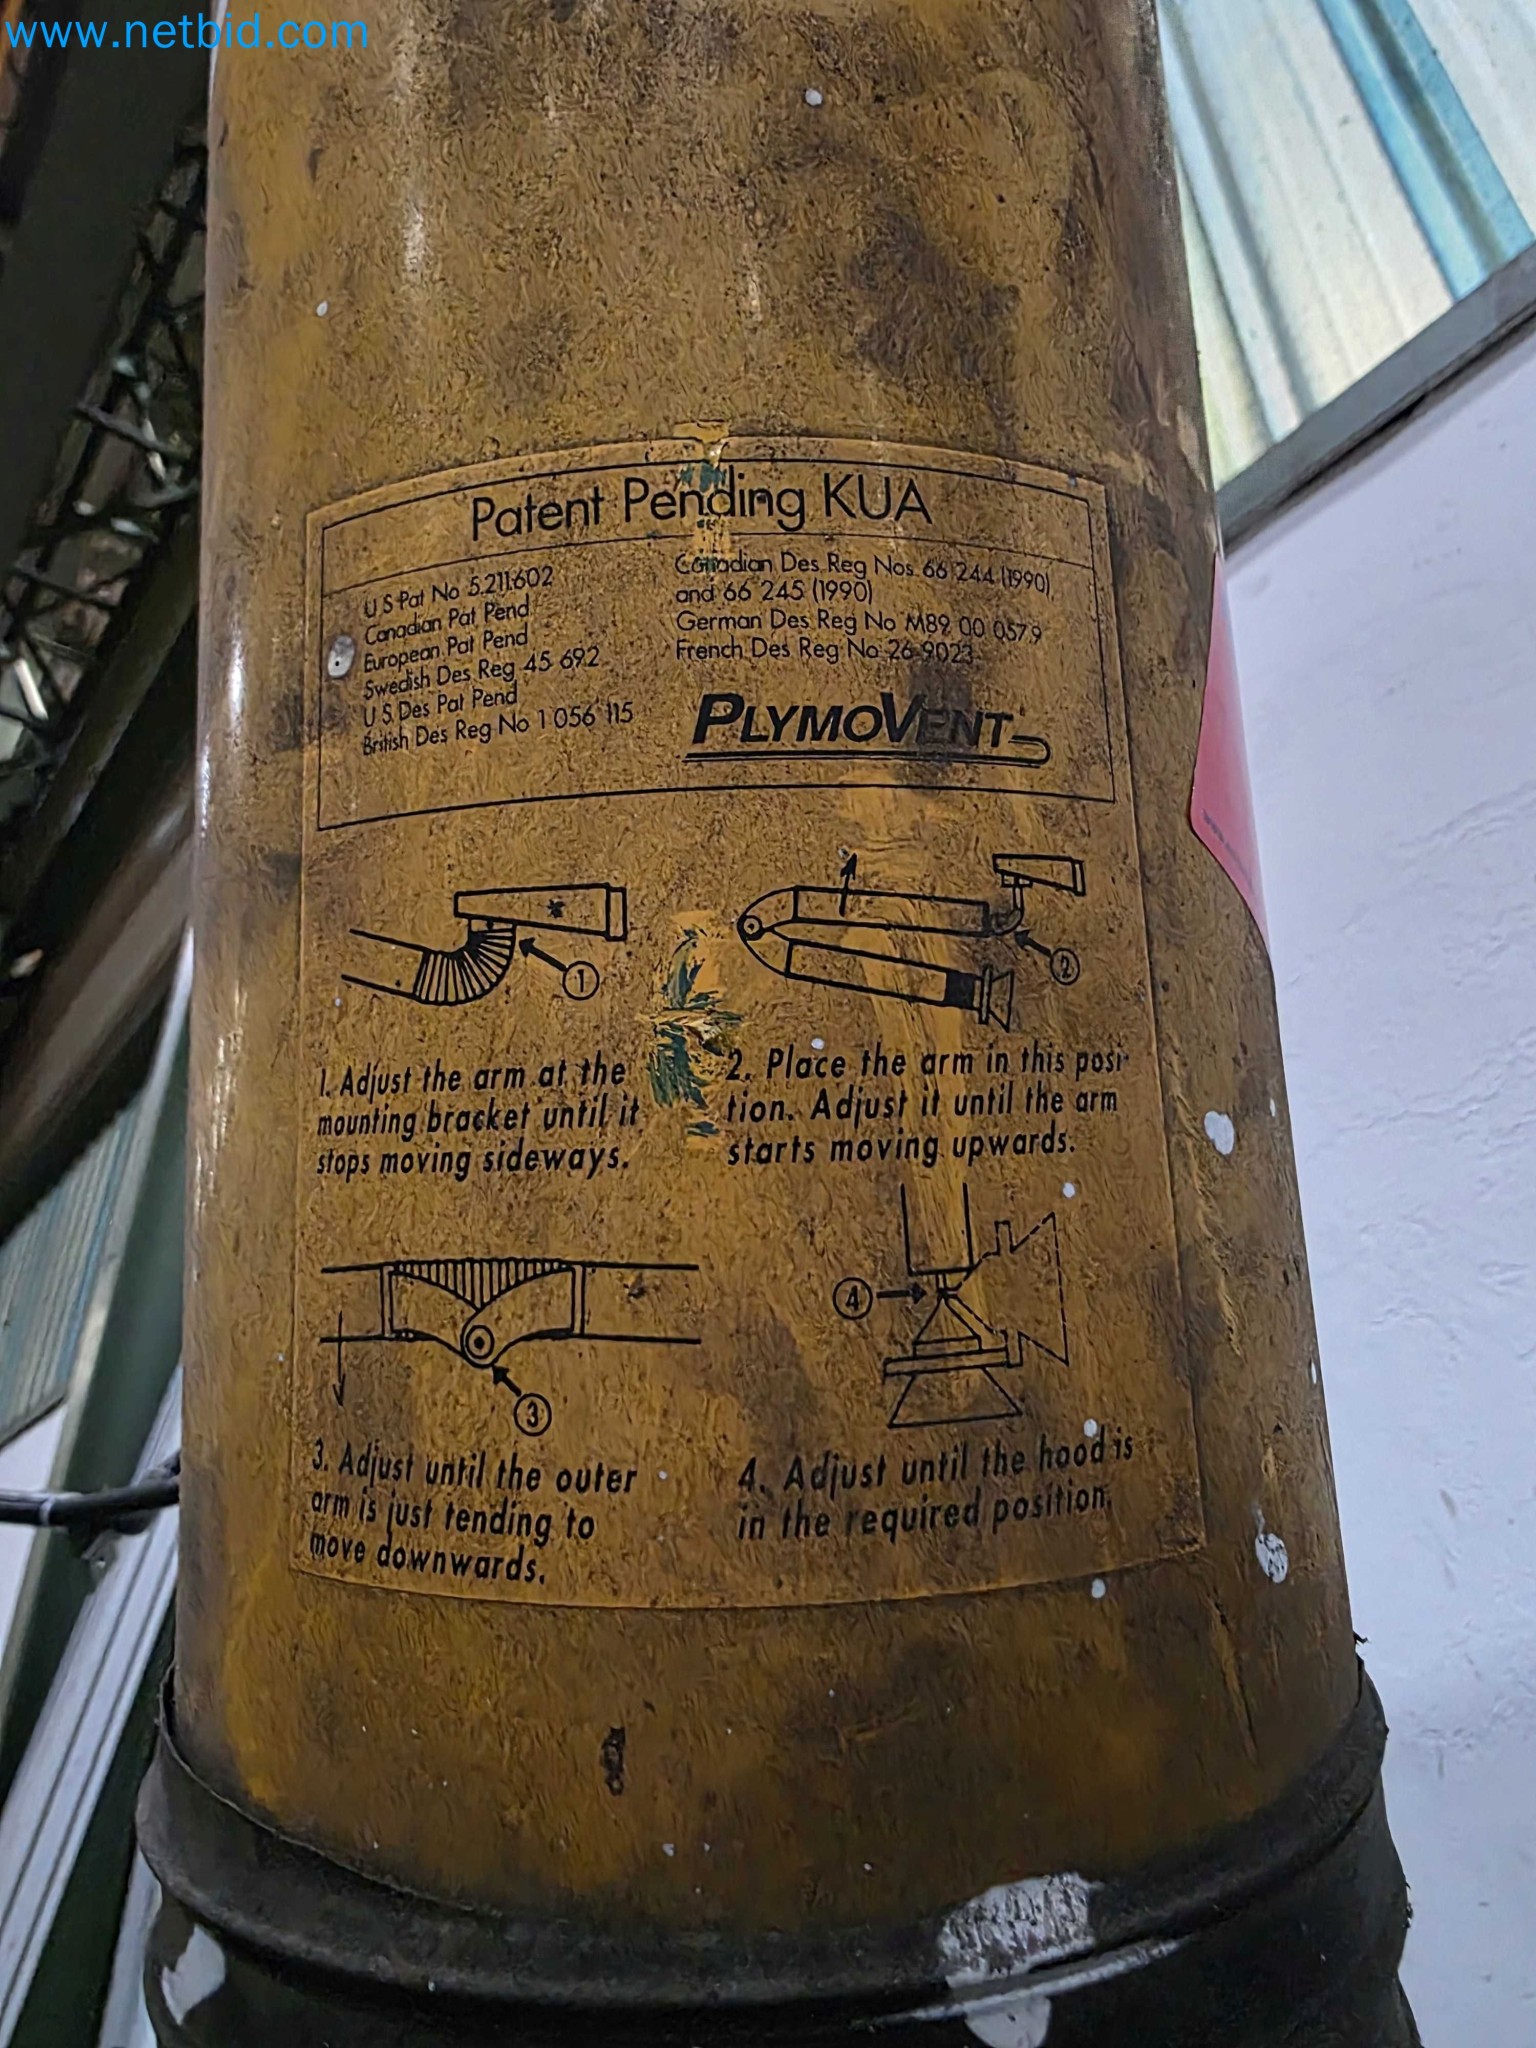 www.netbid.com
Patent Pending KUA
U S Pat No 5.211.602
Canadian Pat Pend
European Pat Pend
Swedish Des Reg 45 692
U S Des Pat Pend
British Des Reg No 1 056 115
Canadian Des Reg Nos 66 244 (1990)
and 66 245 (1990)
German Des Reg No M89 00 057.9
French Des Reg No 26 9023
PLYMOVENT
1
2
1. Adjust the arm at the
mounting bracket until it
stops moving sideways.
2. Place the arm in this posi-
tion. Adjust it until the arm
starts moving upwards.
3
4
3. Adjust until the outer
arm is just tending to
move downwards.
4. Adjust until the hood is
in the required position.